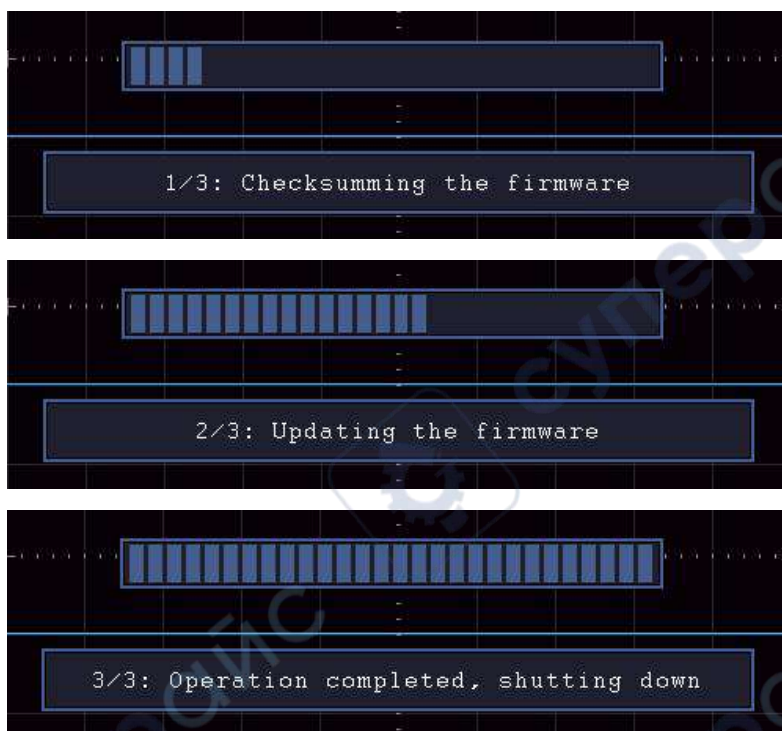 1/3: Checksumming the firmware
2/3: Updating the firmware
3/3: Operation completed, shutting down